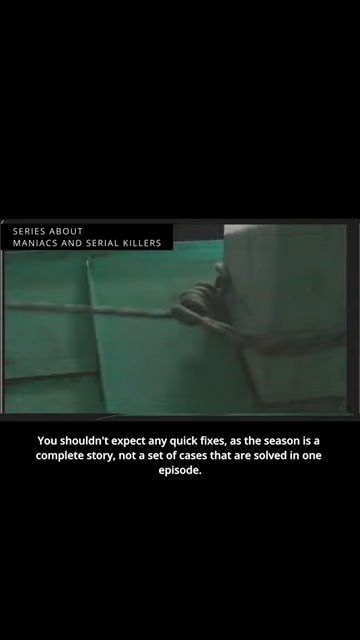 SERIES ABOUT
MANIACS AND SERIAL KILLERS
You shouldn't expect any quick fixes, as the season is a
complete story, not a set of cases that are solved in one
episode.